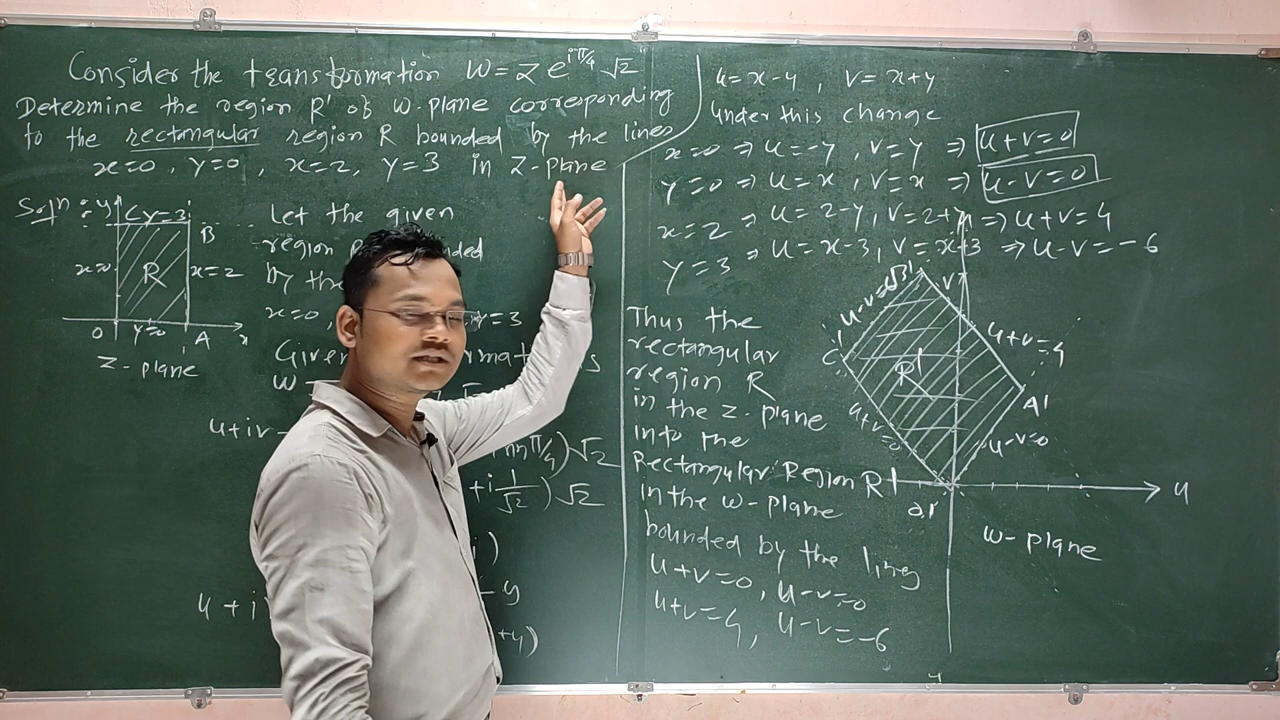 Consider the transformation W = Z e^{iπ/4} √2
Determine the region R' of w-plane corresponding
to the rectangular region R bounded by the lines
x=0, y=0, x=2, y=3 in Z-plane
Soln:
y
C y=3
B
x=0
R
x=2
O y=0 A x
Z-plane
Let the given
region
by the
x=0, y=3
Given
W =
u+iv
) √2
+i 1/√2) √2
i)
- y
u + i
+y)
u=x-y, v=x+y
Under this change
x=0 ⇒ u=-y, v=y ⇒ u+v=0
y=0 ⇒ u=x, v=x ⇒ u-v=0
x=2 ⇒ u=2-y, v=2+y ⇒ u+v=4
y=3 ⇒ u=x-3, v=x+3 ⇒ u-v=-6
Thus the
rectangular
region R
in the z-plane
into the
Rectangular Region R'
in the w-plane
bounded by the lines
u+v=0, u-v=0
u+v=4, u-v=-6
V
u+v=4
C'
R'
A'
u+v=0
u-v=0
u
w-plane